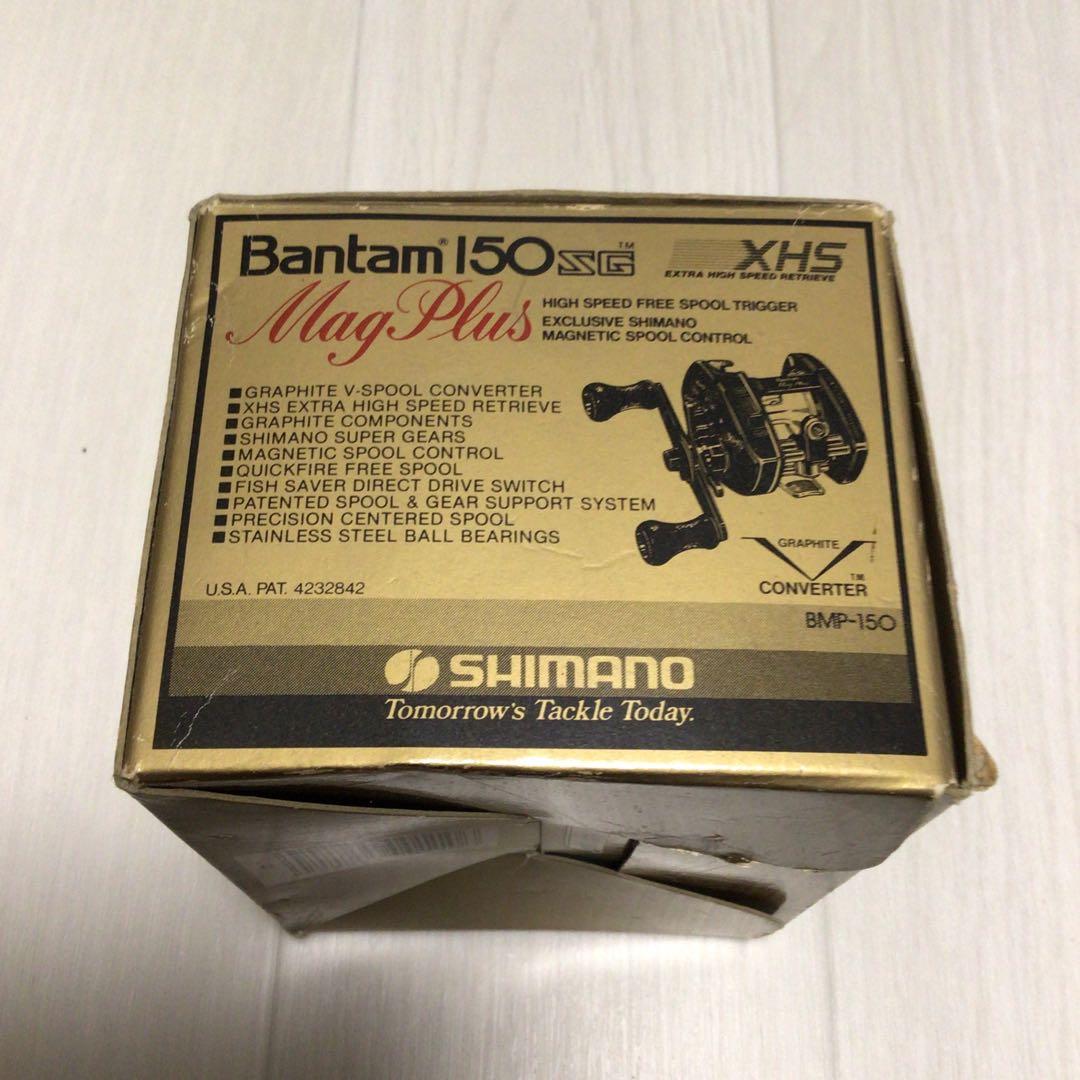 Bantam® 150 SG™
XHS
EXTRA HIGH SPEED RETRIEVE
Mag Plus
HIGH SPEED FREE SPOOL TRIGGER
EXCLUSIVE SHIMANO
MAGNETIC SPOOL CONTROL
■ GRAPHITE V-SPOOL CONVERTER
■ XHS EXTRA HIGH SPEED RETRIEVE
■ GRAPHITE COMPONENTS
■ SHIMANO SUPER GEARS
■ MAGNETIC SPOOL CONTROL
■ QUICKFIRE FREE SPOOL
■ FISH SAVER DIRECT DRIVE SWITCH
■ PATENTED SPOOL & GEAR SUPPORT SYSTEM
■ PRECISION CENTERED SPOOL
■ STAINLESS STEEL BALL BEARINGS
GRAPHITE
CONVERTER™
U.S.A. PAT. 4232842
BMP-150
SHIMANO
Tomorrow's Tackle Today.